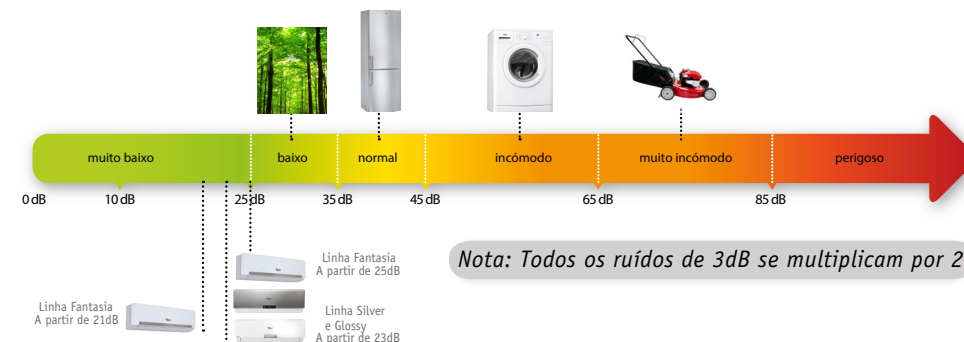 muito baixo
baixo
normal
incómodo
muito incómodo
perigoso
0 dB
10 dB
25dB
35 dB
45 dB
65 dB
85 dB
Nota: Todos os ruídos de 3dB se multiplicam por 2
Linha Fantasia
A partir de 25dB
Linha Silver
e Glossy
A partir de 23dB
Linha Fantasia
A partir de 21dB